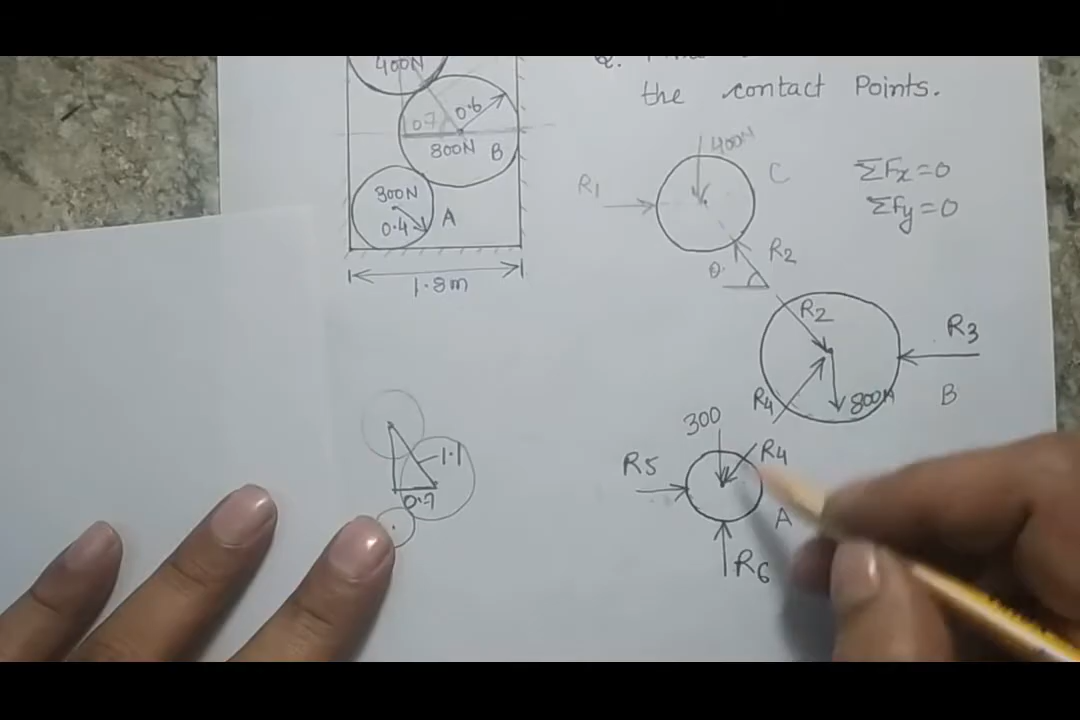 400N
Q.
the contact Points.
0.6
0.7
800N B
300N
0.4 A
1.8m
400N
C
R1
R2
θ
ΣFx=0
ΣFy=0
R2
R3
R4 800N B
300
R4
R5
A
R6
1.1
0.7